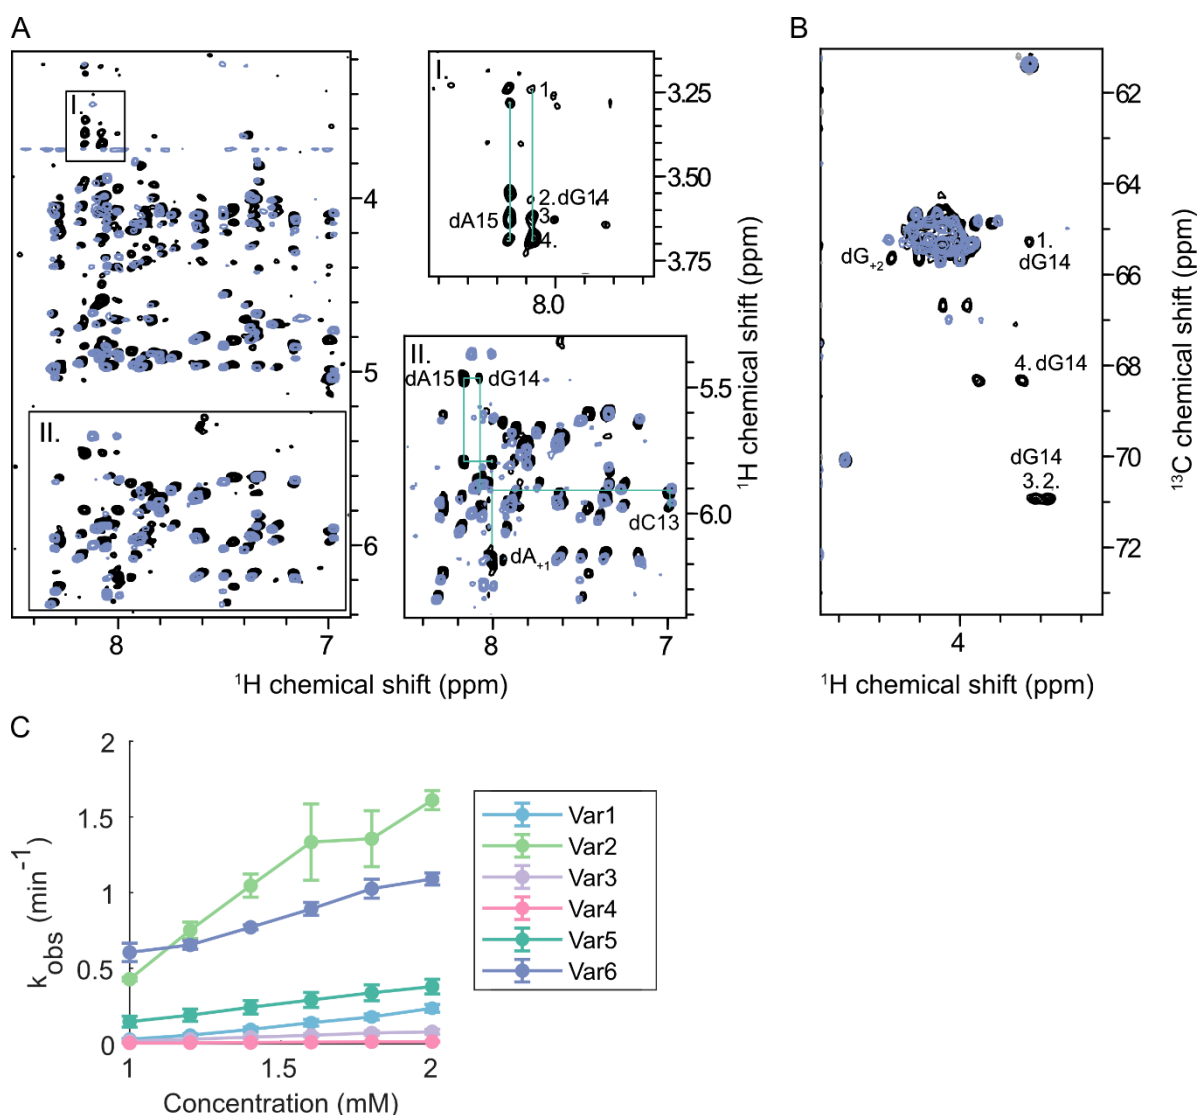 A
B
I.
4
5
II.
6
8
7
I.
1.
2.dG14
3.
dA15
4.
3.25
3.50
3.75
8.0
II.
dA15
dG14
dC13
dA+1
5.5
6.0
8
7
¹H chemical shift (ppm)
¹H chemical shift (ppm)
¹H chemical shift (ppm)
dG+2
1.
dG14
4.dG14
dG14
3.2.
62
64
66
68
70
72
4
¹³C chemical shift (ppm)
¹H chemical shift (ppm)
C
2
1.5
1
0.5
0
kobs (min⁻¹)
1
1.5
2
Concentration (mM)
Var1
Var2
Var3
Var4
Var5
Var6